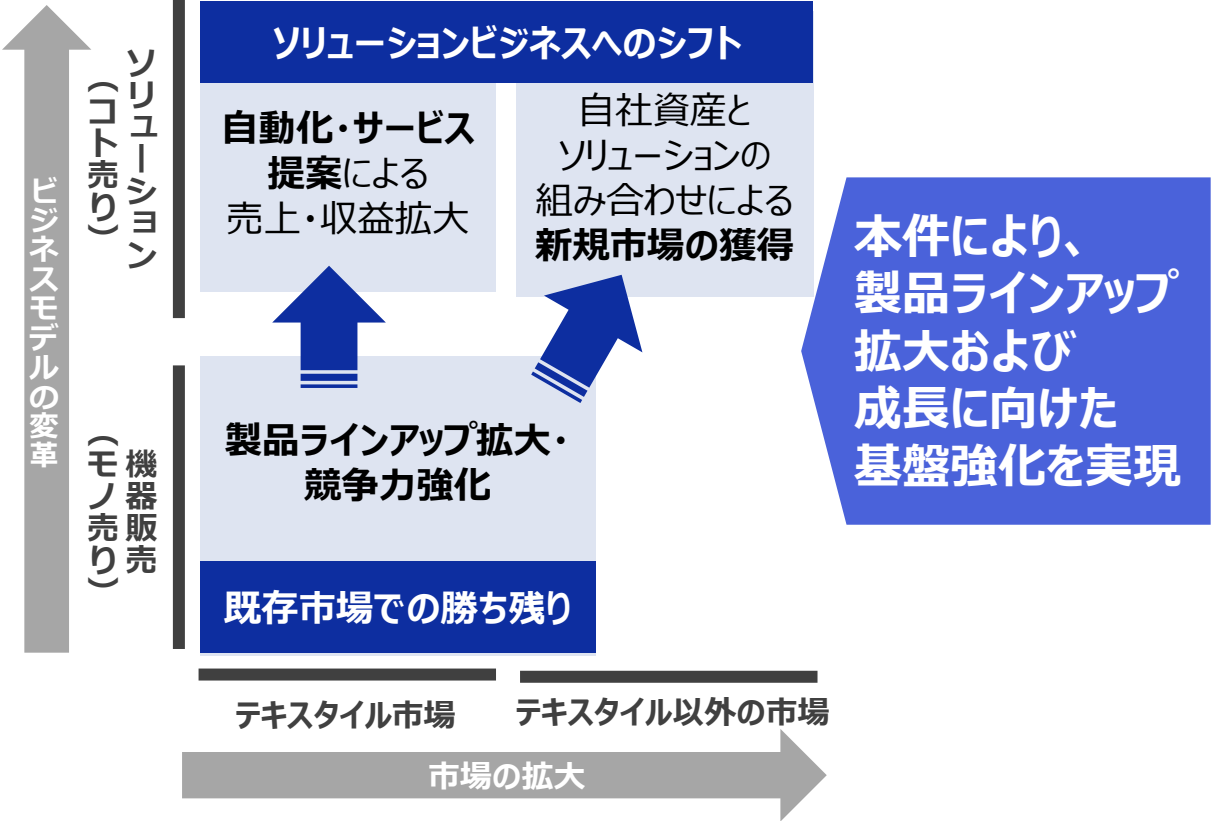 ソリューションビジネスへのシフト
自動化・サービス
提案による
売上・収益拡大
自社資産と
ソリューションの
組み合わせによる
新規市場の獲得
ビジネスモデルの変革
ソリューション
（コト売り）
機器販売
（モノ売り）
製品ラインアップ拡大・
競争力強化
既存市場での勝ち残り
本件により、
製品ラインアップ
拡大および
成長に向けた
基盤強化を実現
テキスタイル市場
テキスタイル以外の市場
市場の拡大